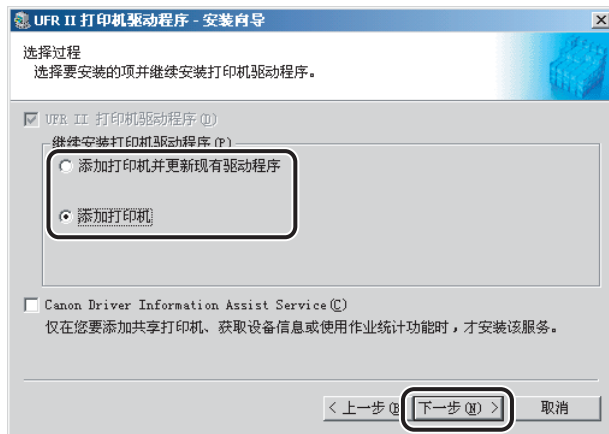 UFR II 打印机驱动程序 - 安装向导
选择过程
选择要安装的项并继续安装打印机驱动程序。
UFR II 打印机驱动程序(D)
继续安装打印机驱动程序(P)
添加打印机并更新现有驱动程序
添加打印机
Canon Driver Information Assist Service(C)
仅在您要添加共享打印机、获取设备信息或使用作业统计功能时，才安装该服务。
< 上一步(B 下一步(N) > 取消